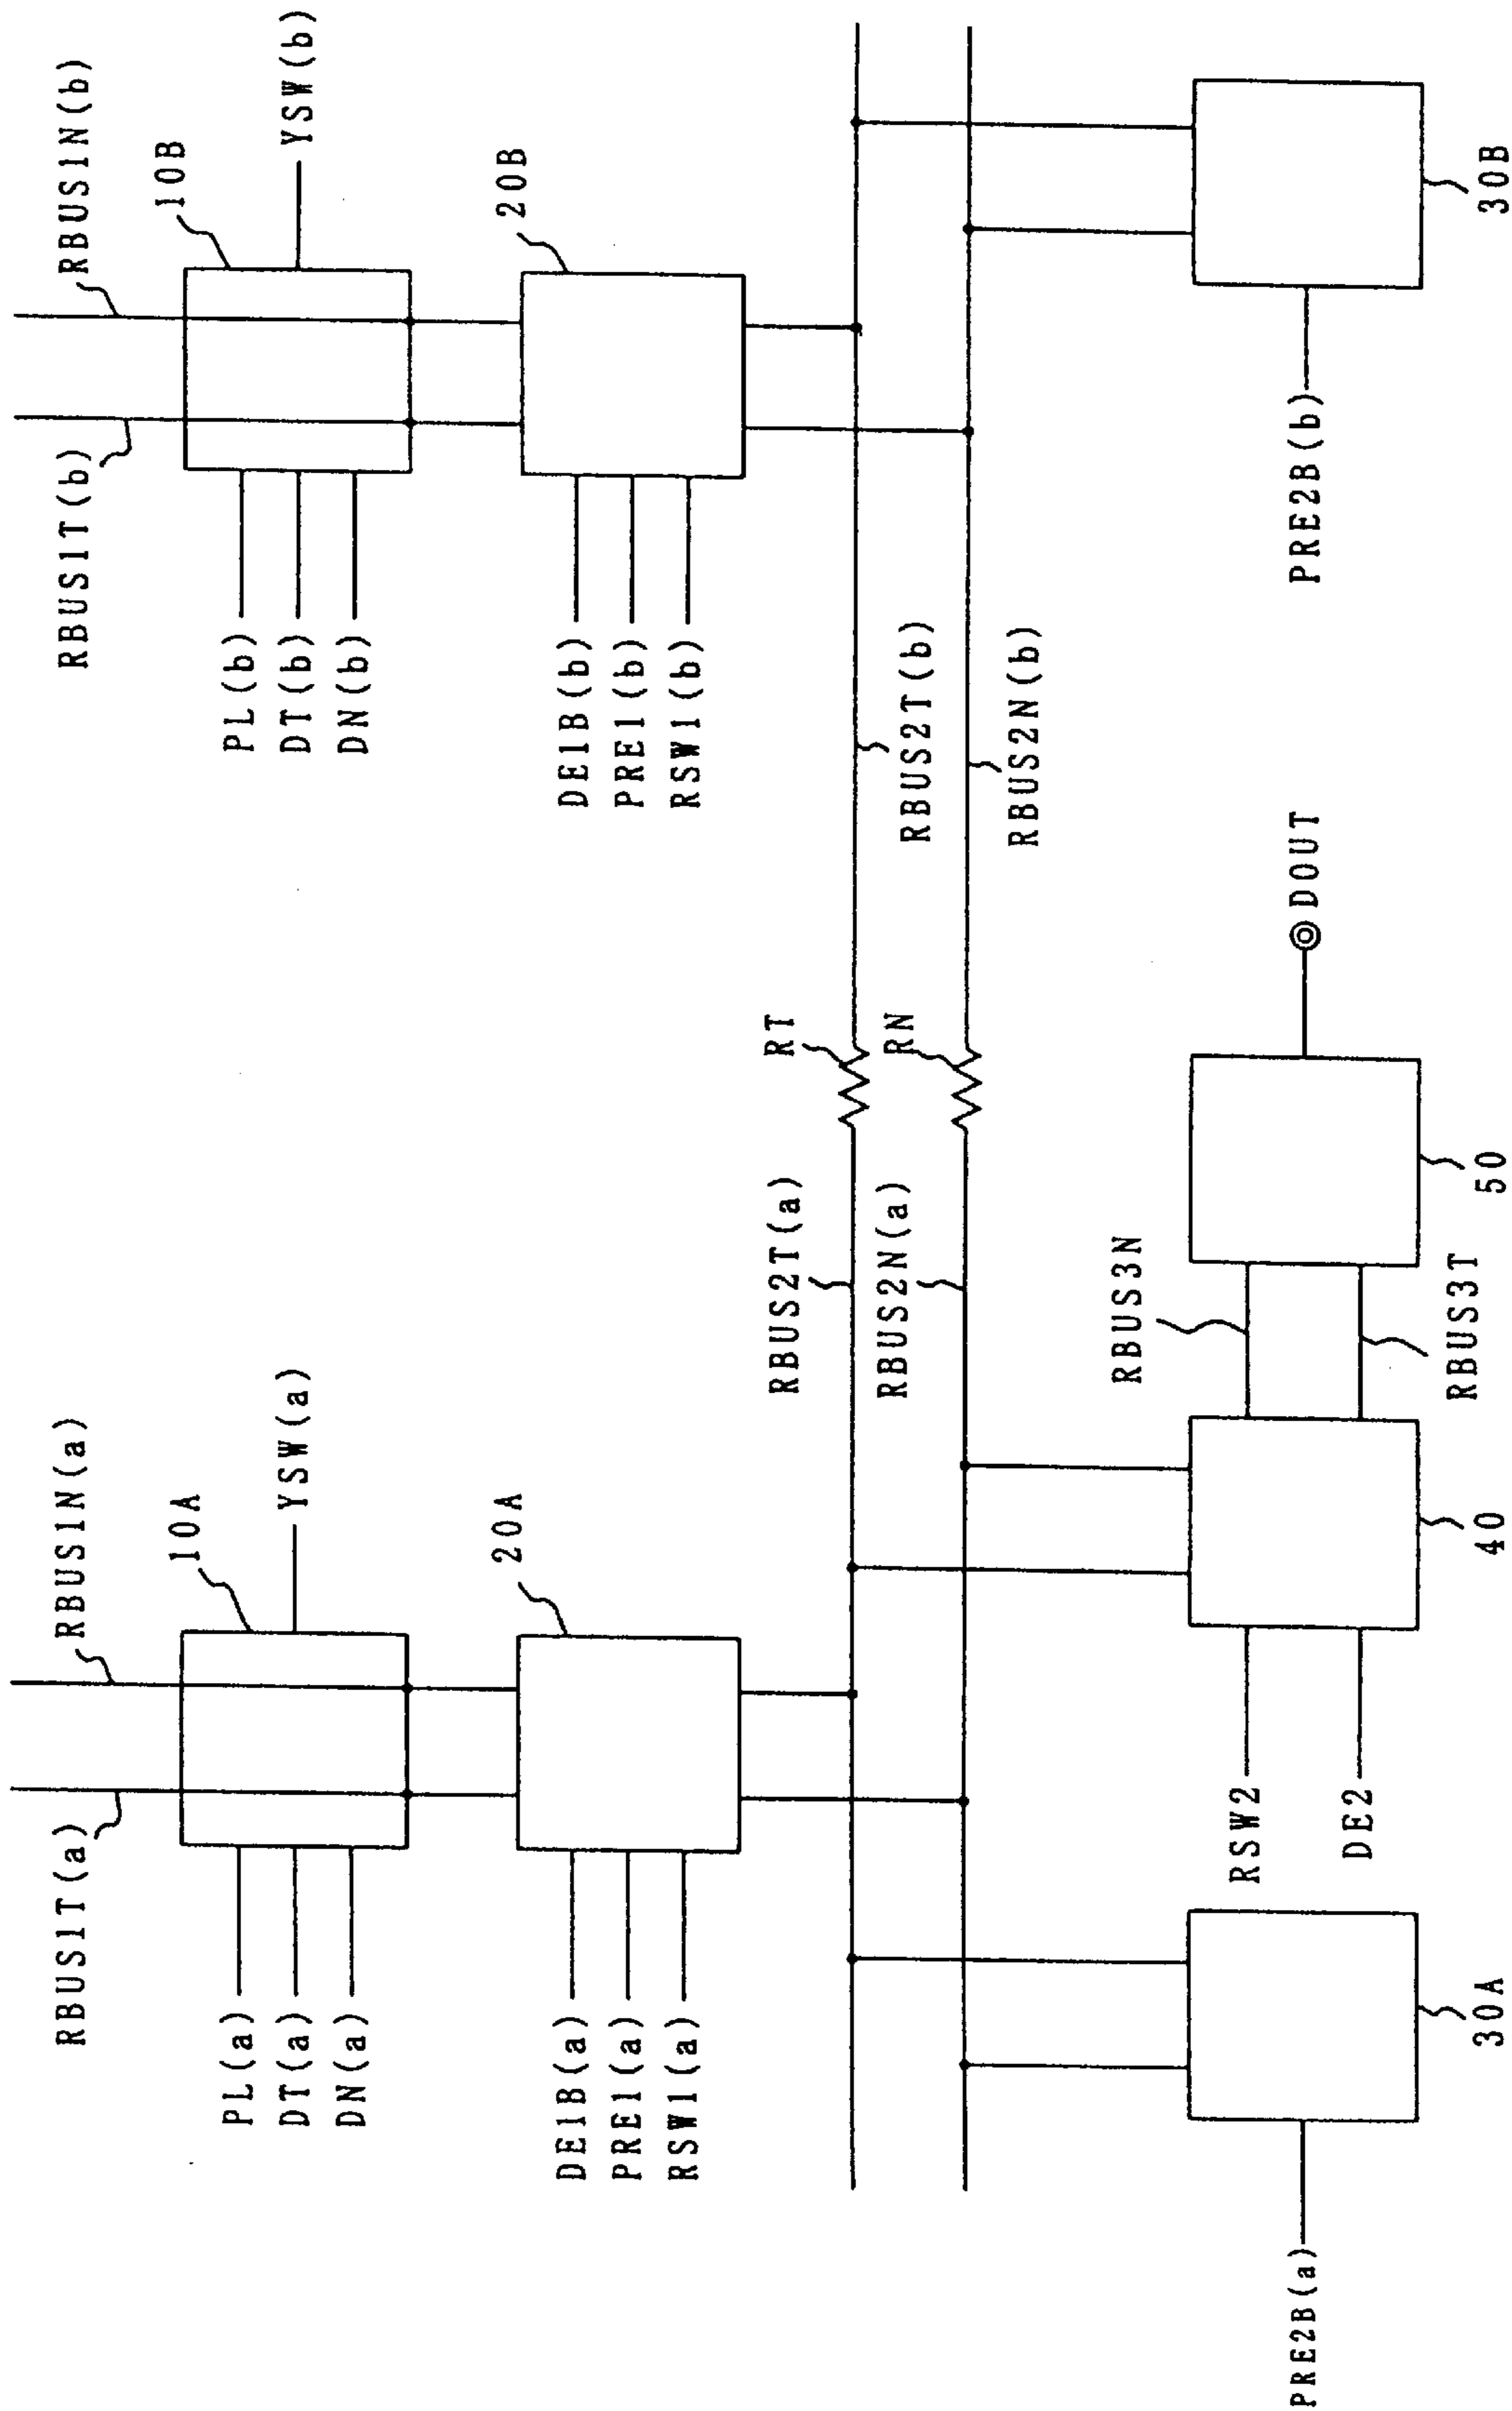 RBUS1T(a)
RBUS1N(a)
10A
YSW(a)
PL(a)
DT(a)
DN(a)
20A
DE1B(a)
PRE1(a)
RSW1(a)
RBUS1T(b)
RBUS1N(b)
10B
YSW(b)
PL(b)
DT(b)
DN(b)
20B
DE1B(b)
PRE1(b)
RSW1(b)
RBUS2T(a)
RT
RBUS2N(a)
RN
RBUS2T(b)
RBUS2N(b)
PRE2B(a)
30A
RSW2
DE2
40
RBUS3N
RBUS3T
50
DOUT
PRE2B(b)
30B